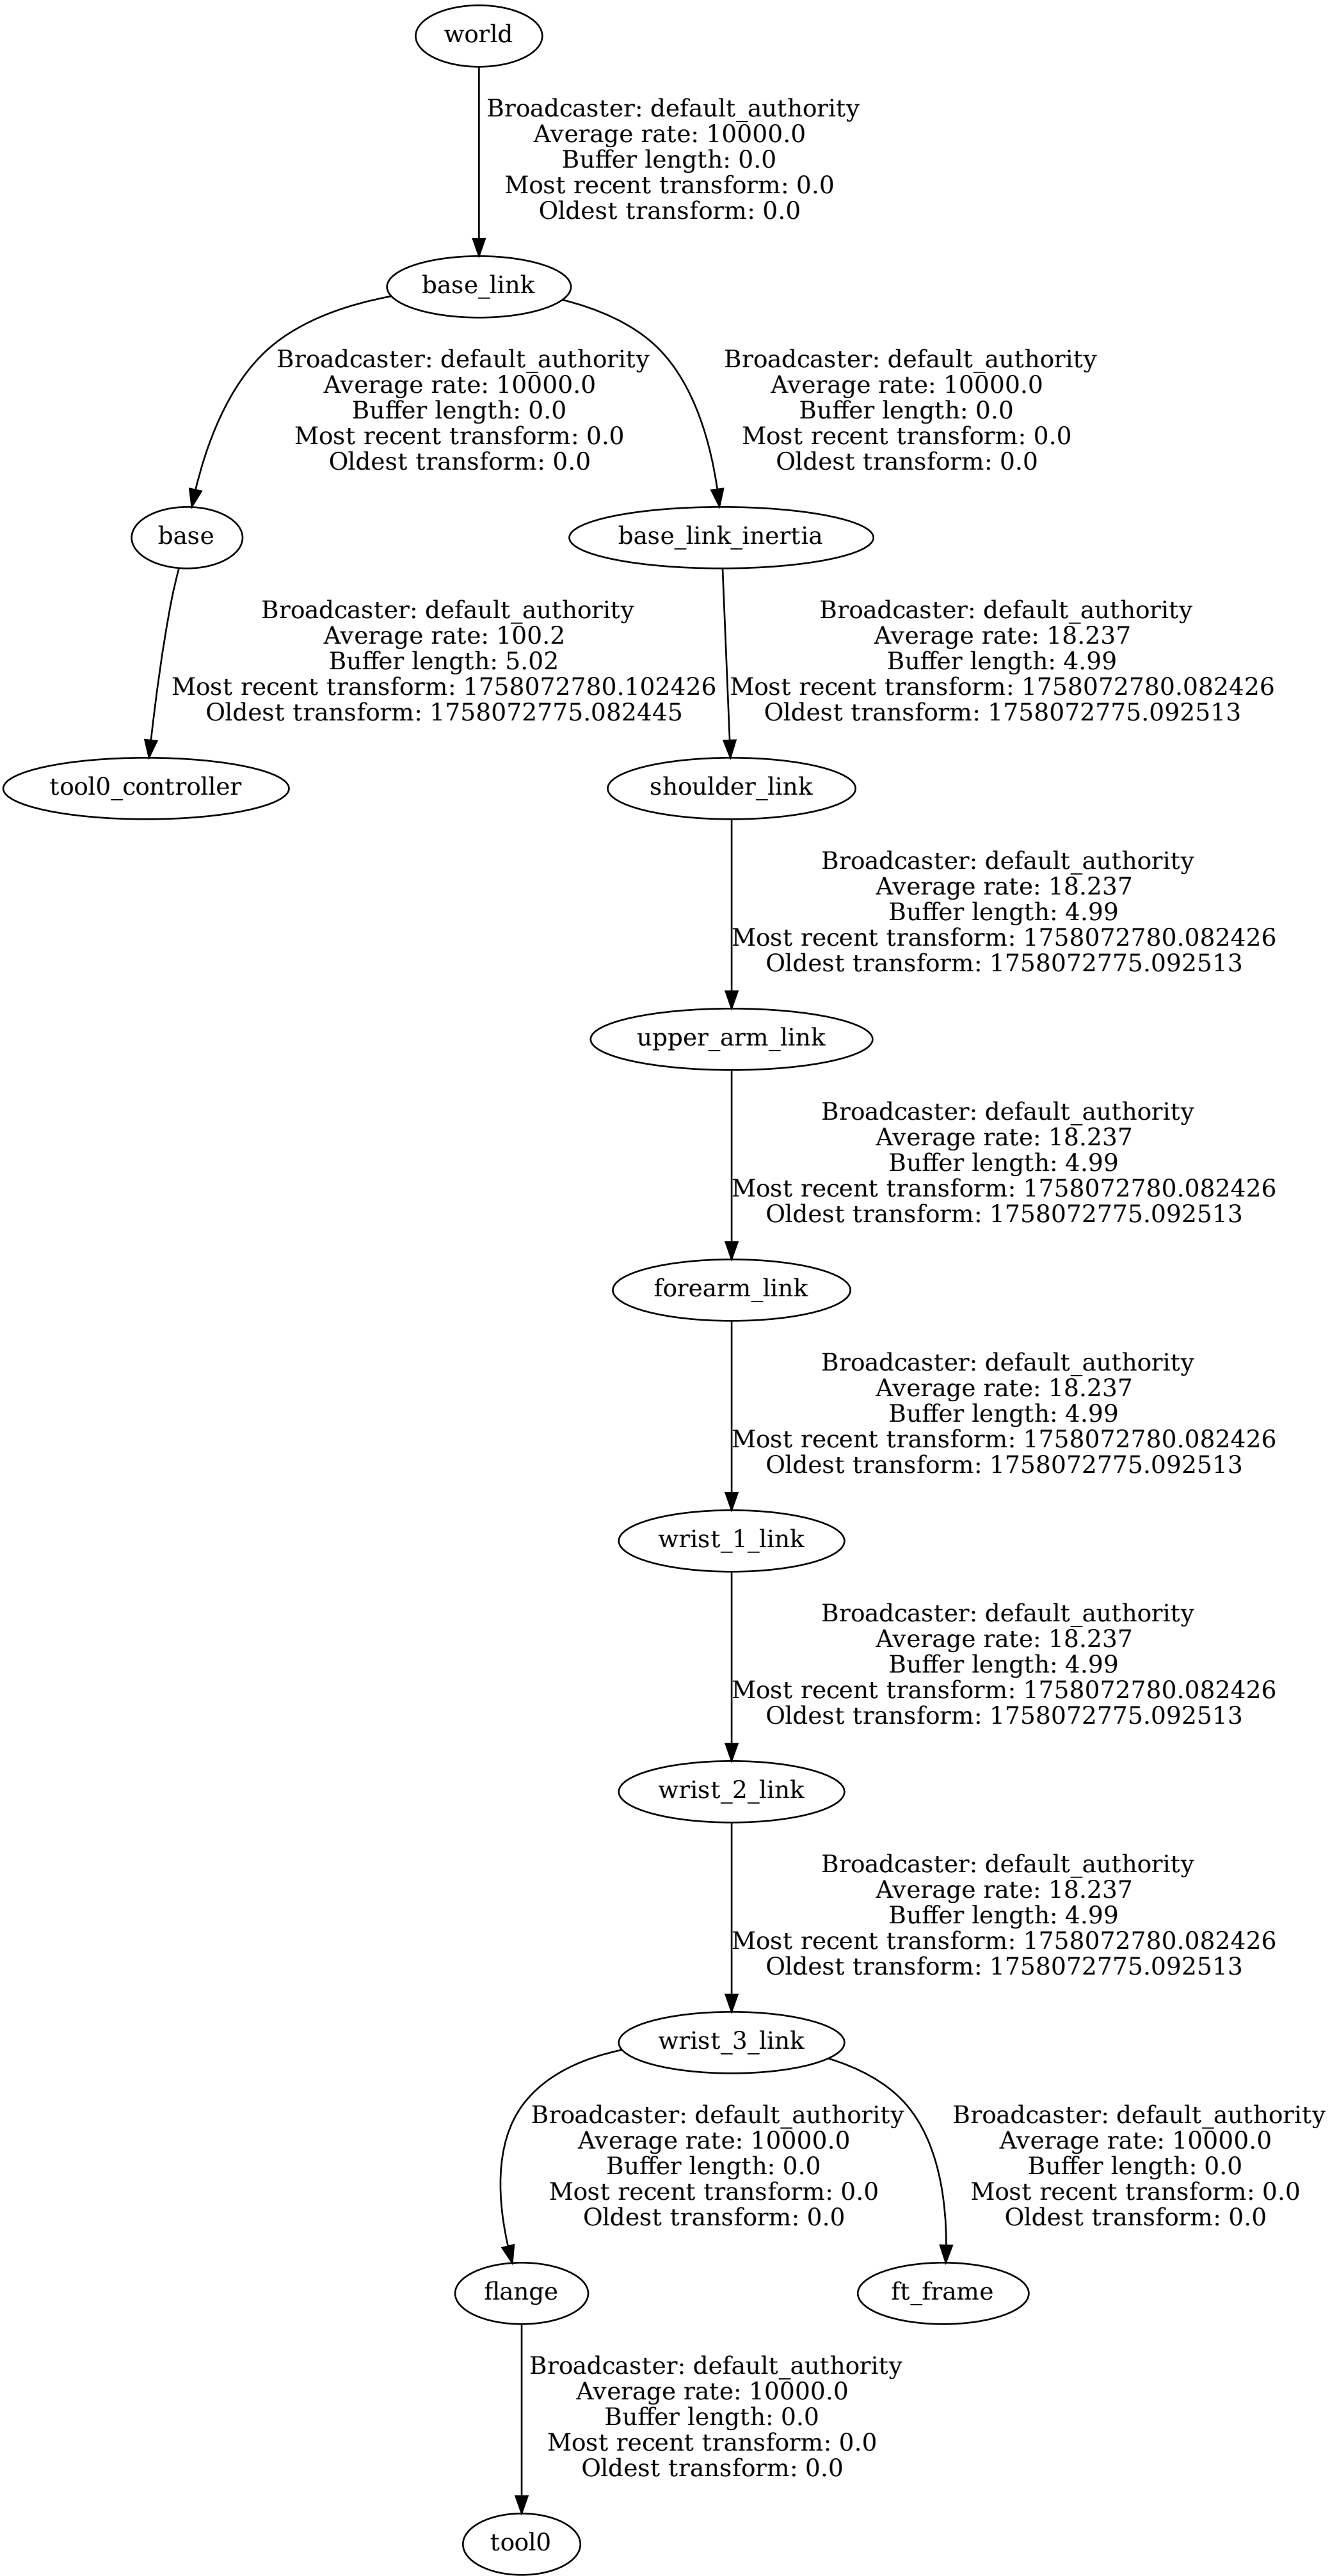 world
Broadcaster: default_authority
Average rate: 10000.0
Buffer length: 0.0
Most recent transform: 0.0
Oldest transform: 0.0
base_link
Broadcaster: default_authority
Average rate: 10000.0
Buffer length: 0.0
Most recent transform: 0.0
Oldest transform: 0.0
Broadcaster: default_authority
Average rate: 10000.0
Buffer length: 0.0
Most recent transform: 0.0
Oldest transform: 0.0
base
base_link_inertia
Broadcaster: default_authority
Average rate: 100.2
Buffer length: 5.02
Most recent transform: 1758072780.102426
Oldest transform: 1758072775.082445
Broadcaster: default_authority
Average rate: 18.237
Buffer length: 4.99
Most recent transform: 1758072780.082426
Oldest transform: 1758072775.092513
tool0_controller
shoulder_link
Broadcaster: default_authority
Average rate: 18.237
Buffer length: 4.99
Most recent transform: 1758072780.082426
Oldest transform: 1758072775.092513
upper_arm_link
Broadcaster: default_authority
Average rate: 18.237
Buffer length: 4.99
Most recent transform: 1758072780.082426
Oldest transform: 1758072775.092513
forearm_link
Broadcaster: default_authority
Average rate: 18.237
Buffer length: 4.99
Most recent transform: 1758072780.082426
Oldest transform: 1758072775.092513
wrist_1_link
Broadcaster: default_authority
Average rate: 18.237
Buffer length: 4.99
Most recent transform: 1758072780.082426
Oldest transform: 1758072775.092513
wrist_2_link
Broadcaster: default_authority
Average rate: 18.237
Buffer length: 4.99
Most recent transform: 1758072780.082426
Oldest transform: 1758072775.092513
wrist_3_link
Broadcaster: default_authority
Average rate: 10000.0
Buffer length: 0.0
Most recent transform: 0.0
Oldest transform: 0.0
Broadcaster: default_authority
Average rate: 10000.0
Buffer length: 0.0
Most recent transform: 0.0
Oldest transform: 0.0
flange
ft_frame
Broadcaster: default_authority
Average rate: 10000.0
Buffer length: 0.0
Most recent transform: 0.0
Oldest transform: 0.0
tool0